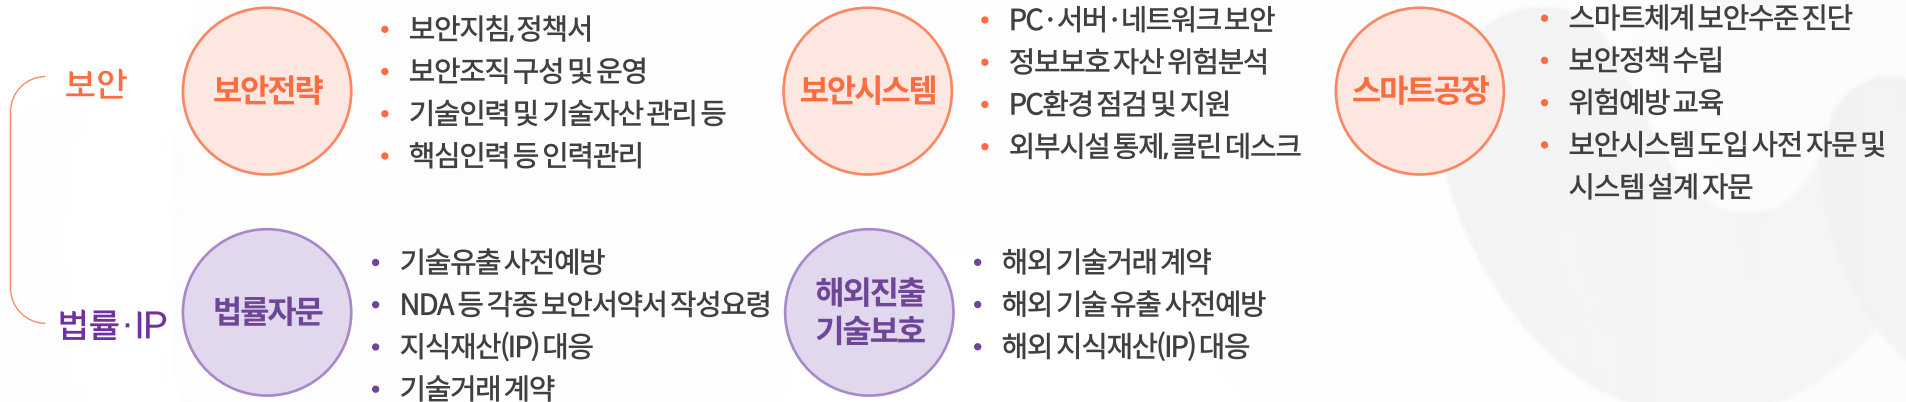 보안
보안전략
• 보안지침, 정책서
• 보안조직 구성 및 운영
• 기술인력 및 기술자산 관리 등
• 핵심인력 등 인력관리
보안시스템
• PC·서버·네트워크 보안
• 정보보호 자산 위험분석
• PC환경 점검 및 지원
• 외부시설 통제, 클린 데스크
스마트공장
• 스마트체계 보안수준 진단
• 보안정책 수립
• 위험예방 교육
• 보안시스템 도입 사전 자문 및
시스템 설계 자문
법률·IP
법률자문
• 기술유출 사전예방
• NDA 등 각종 보안서약서 작성요령
• 지식재산(IP) 대응
• 기술거래 계약
해외진출
기술보호
• 해외 기술거래 계약
• 해외 기술 유출 사전예방
• 해외 지식재산(IP) 대응